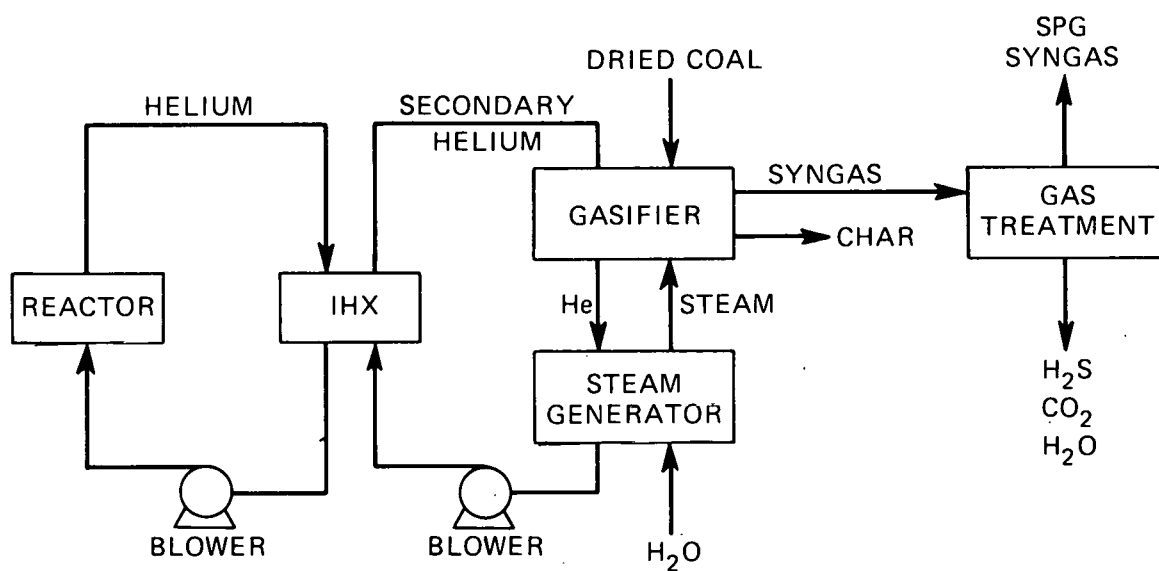 SPG
SYNGAS
DRIED COAL
HELIUM
SECONDARY
HELIUM
SYNGAS
GASIFIER
GAS
TREATMENT
CHAR
REACTOR
IHX
He
STEAM
STEAM
GENERATOR
H₂S
CO₂
H₂O
BLOWER
BLOWER
H₂O